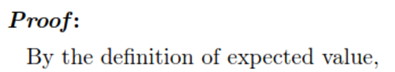 Proof:
By the definition of expected value,